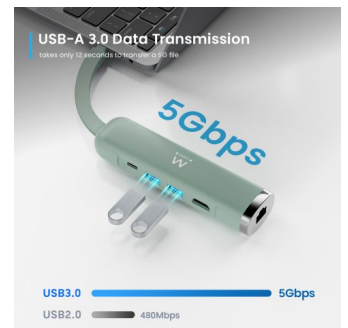 USB-A 3.0 Data Transmission
takes only 12 seconds to transfer a 5G file
5Gbps
USB3.0 5Gbps
USB2.0 480Mbps